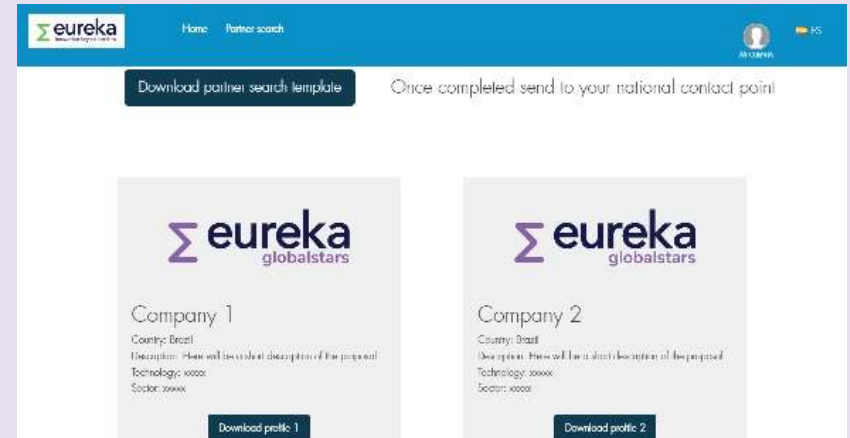 eureka
Home Partner search
ES
Download partner search template
Once completed send to your national contact point
eureka
globalstars
Company 1
Country: Brazil
Description: Here will be a short description of the proposal
Technology: xxxxx
Sector: xxxxx
Download profile 1
eureka
globalstars
Company 2
Country: Brazil
Description: Here will be a short description of the proposal
Technology: xxxxx
Sector: xxxxx
Download profile 2